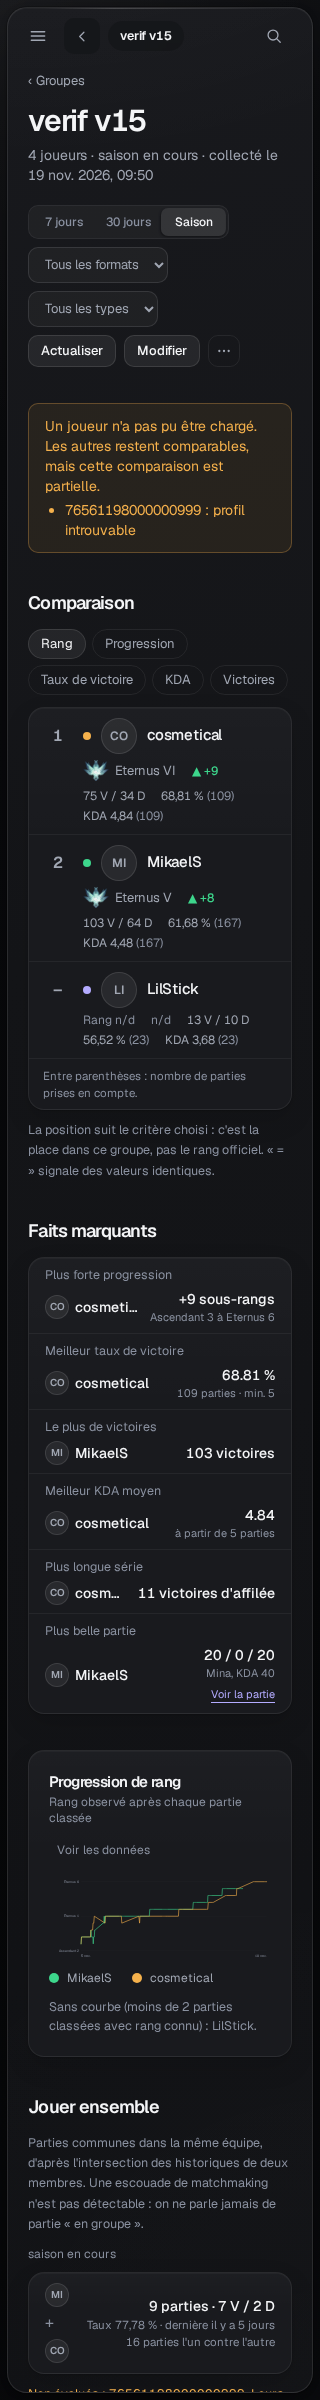 verif v15
‹ Groupes
verif v15
4 joueurs · saison en cours · collecté le
19 nov. 2026, 09:50
7 jours 30 jours Saison
Tous les formats
Tous les types
Actualiser Modifier ···
Un joueur n'a pas pu être chargé.
Les autres restent comparables,
mais cette comparaison est
partielle.
• 76561198000000999 : profil
introuvable
Comparaison
Rang Progression
Taux de victoire KDA Victoires
1 CO cosmetical
Eternus VI ▲ +9
75 V / 34 D 68,81 % (109)
KDA 4,84 (109)
2 MI MikaelS
Eternus V ▲ +8
103 V / 64 D 61,68 % (167)
KDA 4,48 (167)
– LI LilStick
Rang n/d n/d 13 V / 10 D
56,52 % (23) KDA 3,68 (23)
Entre parenthèses : nombre de parties
prises en compte.
La position suit le critère choisi : c'est la
place dans ce groupe, pas le rang officiel. « =
» signale des valeurs identiques.
Faits marquants
Plus forte progression
CO cosmeti... +9 sous-rangs
Ascendant 3 à Eternus 6
Meilleur taux de victoire
CO cosmetical 68.81 %
109 parties · min. 5
Le plus de victoires
MI MikaelS 103 victoires
Meilleur KDA moyen
CO cosmetical 4.84
à partir de 5 parties
Plus longue série
CO cosm... 11 victoires d'affilée
Plus belle partie
MI MikaelS 20 / 0 / 20
Mina, KDA 40
Voir la partie
Progression de rang
Rang observé après chaque partie
classée
Voir les données
MikaelS cosmetical
Sans courbe (moins de 2 parties
classées avec rang connu) : LilStick.
Jouer ensemble
Parties communes dans la même équipe,
d'après l'intersection des historiques de deux
membres. Une escouade de matchmaking
n'est pas détectable : on ne parle jamais de
partie « en groupe ».
saison en cours
MI + CO
9 parties · 7 V / 2 D
Taux 77,78 % · dernière il y a 5 jours
16 parties l'un contre l'autre